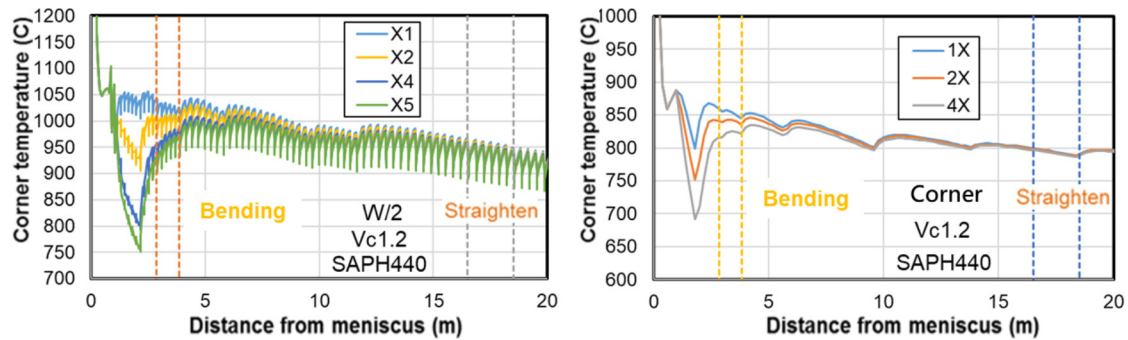 Corner temperature (C)
1200
1150
1100
1050
1000
950
900
850
800
750
700
X1
X2
X4
X5
Bending
W/2
Straighten
Vc1.2
SAPH440
0
5
10
15
20
Distance from meniscus (m)
Corner temperature (C)
1000
950
900
850
800
750
700
650
600
1X
2X
4X
Bending
Corner
Straighten
Vc1.2
SAPH440
0
5
10
15
20
Distance from meniscus (m)